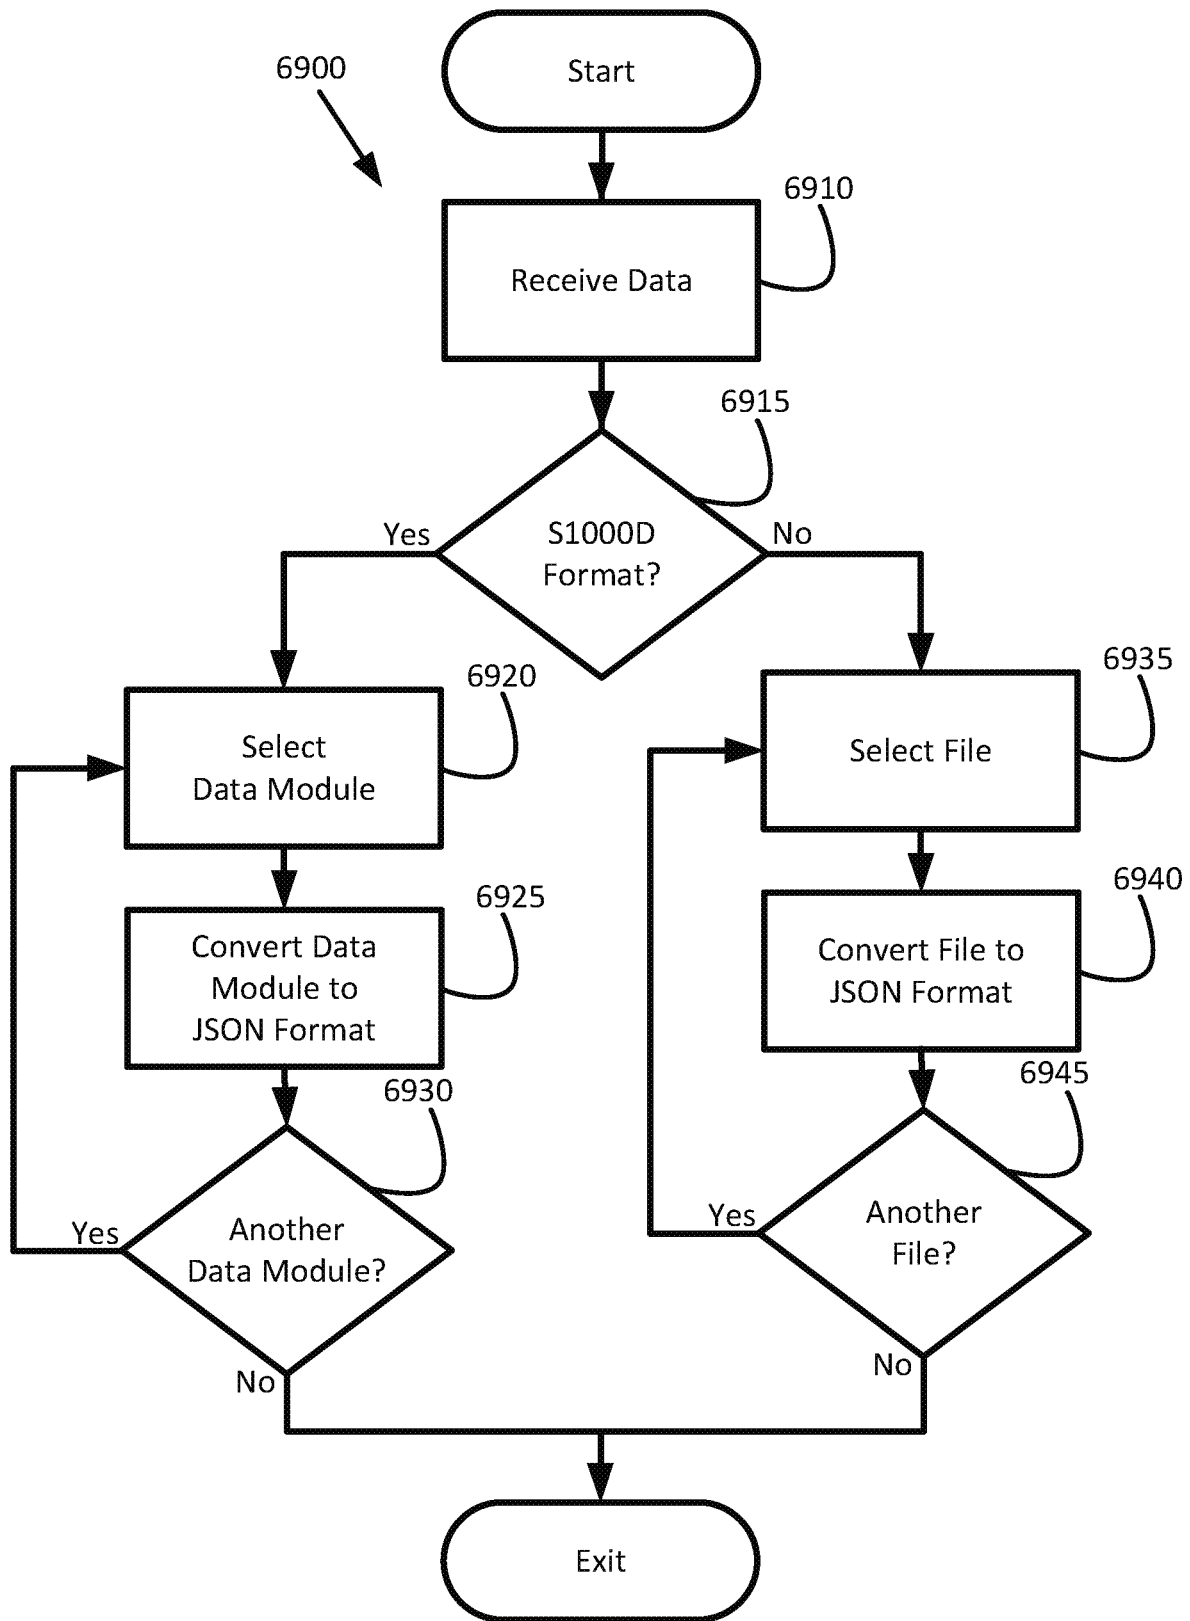 Start
6900
Receive Data
6910
6915
S1000D
Format?
Yes
No
Select
Data Module
6920
Select File
6935
Convert Data
Module to
JSON Format
6925
Convert File to
JSON Format
6940
6930
6945
Another
Data Module?
Yes
No
Another
File?
Yes
No
Exit